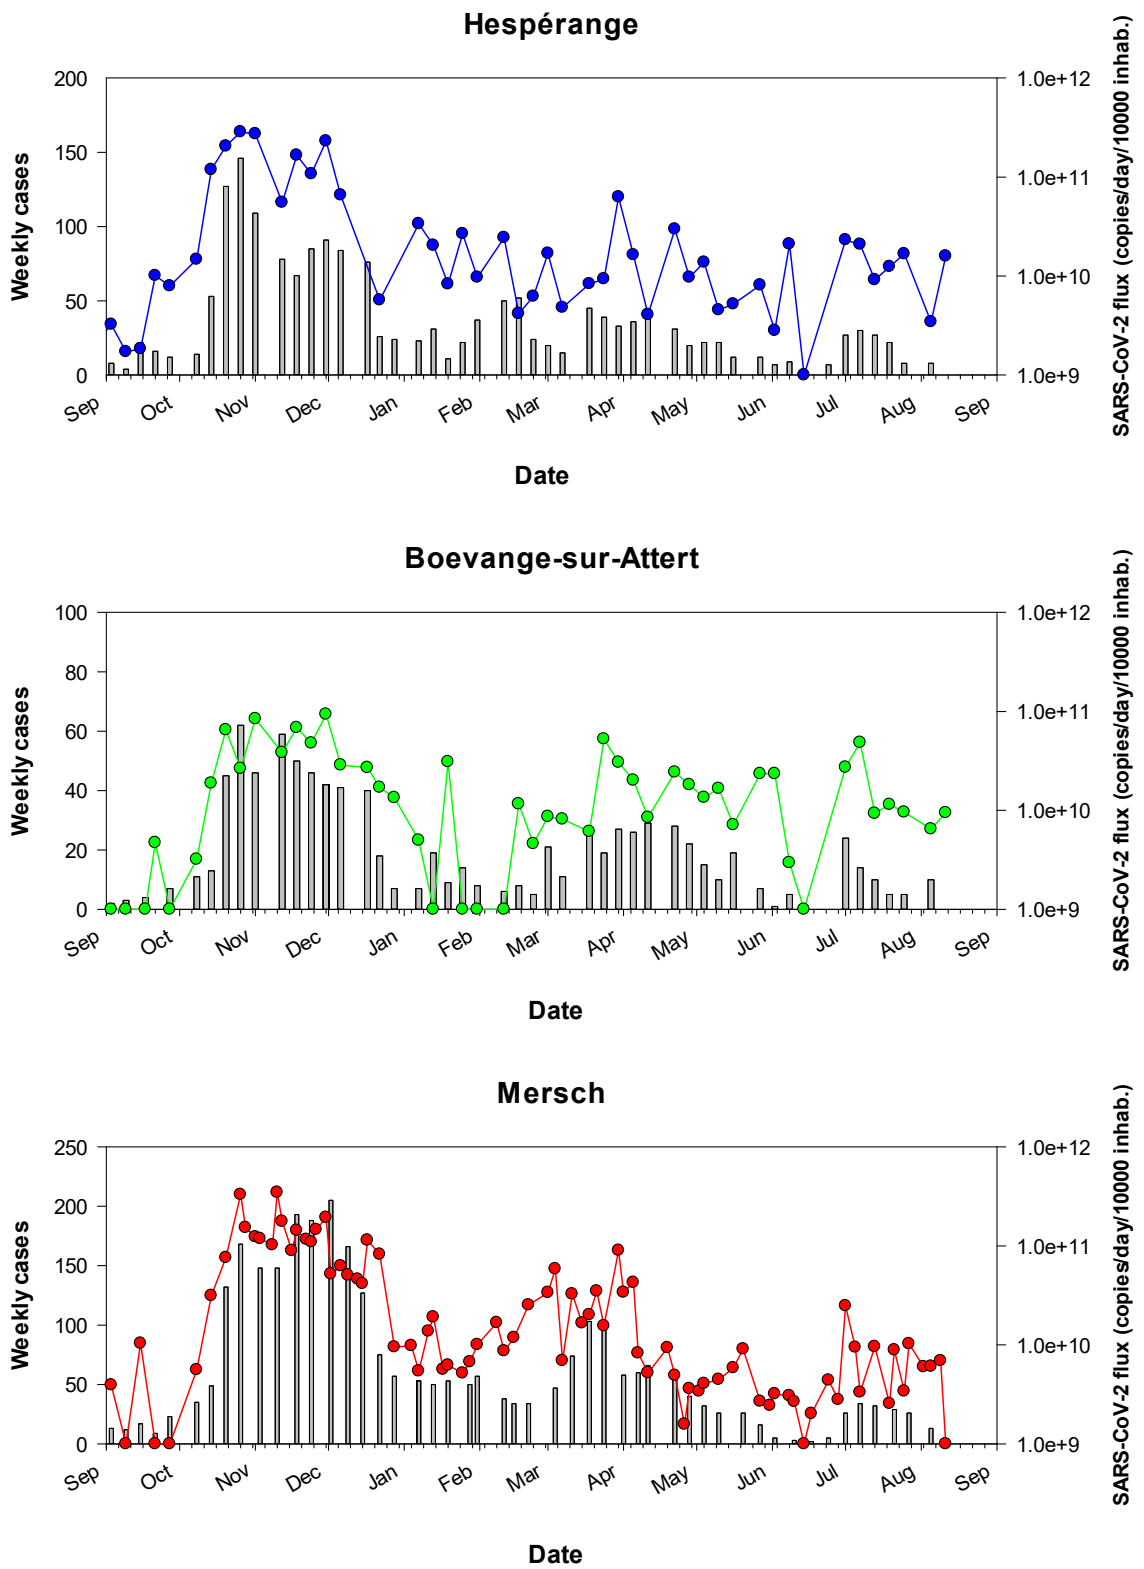 Hespérange
200
150
100
50
0
Weekly cases
1.0e+12
1.0e+11
1.0e+10
1.0e+9
SARS-CoV-2 flux (copies/day/10000 inhab.)
Sep Oct Nov Dec Jan Feb Mar Apr May Jun Jul Aug Sep
Date
Boevange-sur-Attert
100
80
60
40
20
0
Weekly cases
1.0e+12
1.0e+11
1.0e+10
1.0e+9
SARS-CoV-2 flux (copies/day/10000 inhab.)
Sep Oct Nov Dec Jan Feb Mar Apr May Jun Jul Aug Sep
Date
Mersch
250
200
150
100
50
0
Weekly cases
1.0e+12
1.0e+11
1.0e+10
1.0e+9
SARS-CoV-2 flux (copies/day/10000 inhab.)
Sep Oct Nov Dec Jan Feb Mar Apr May Jun Jul Aug Sep
Date